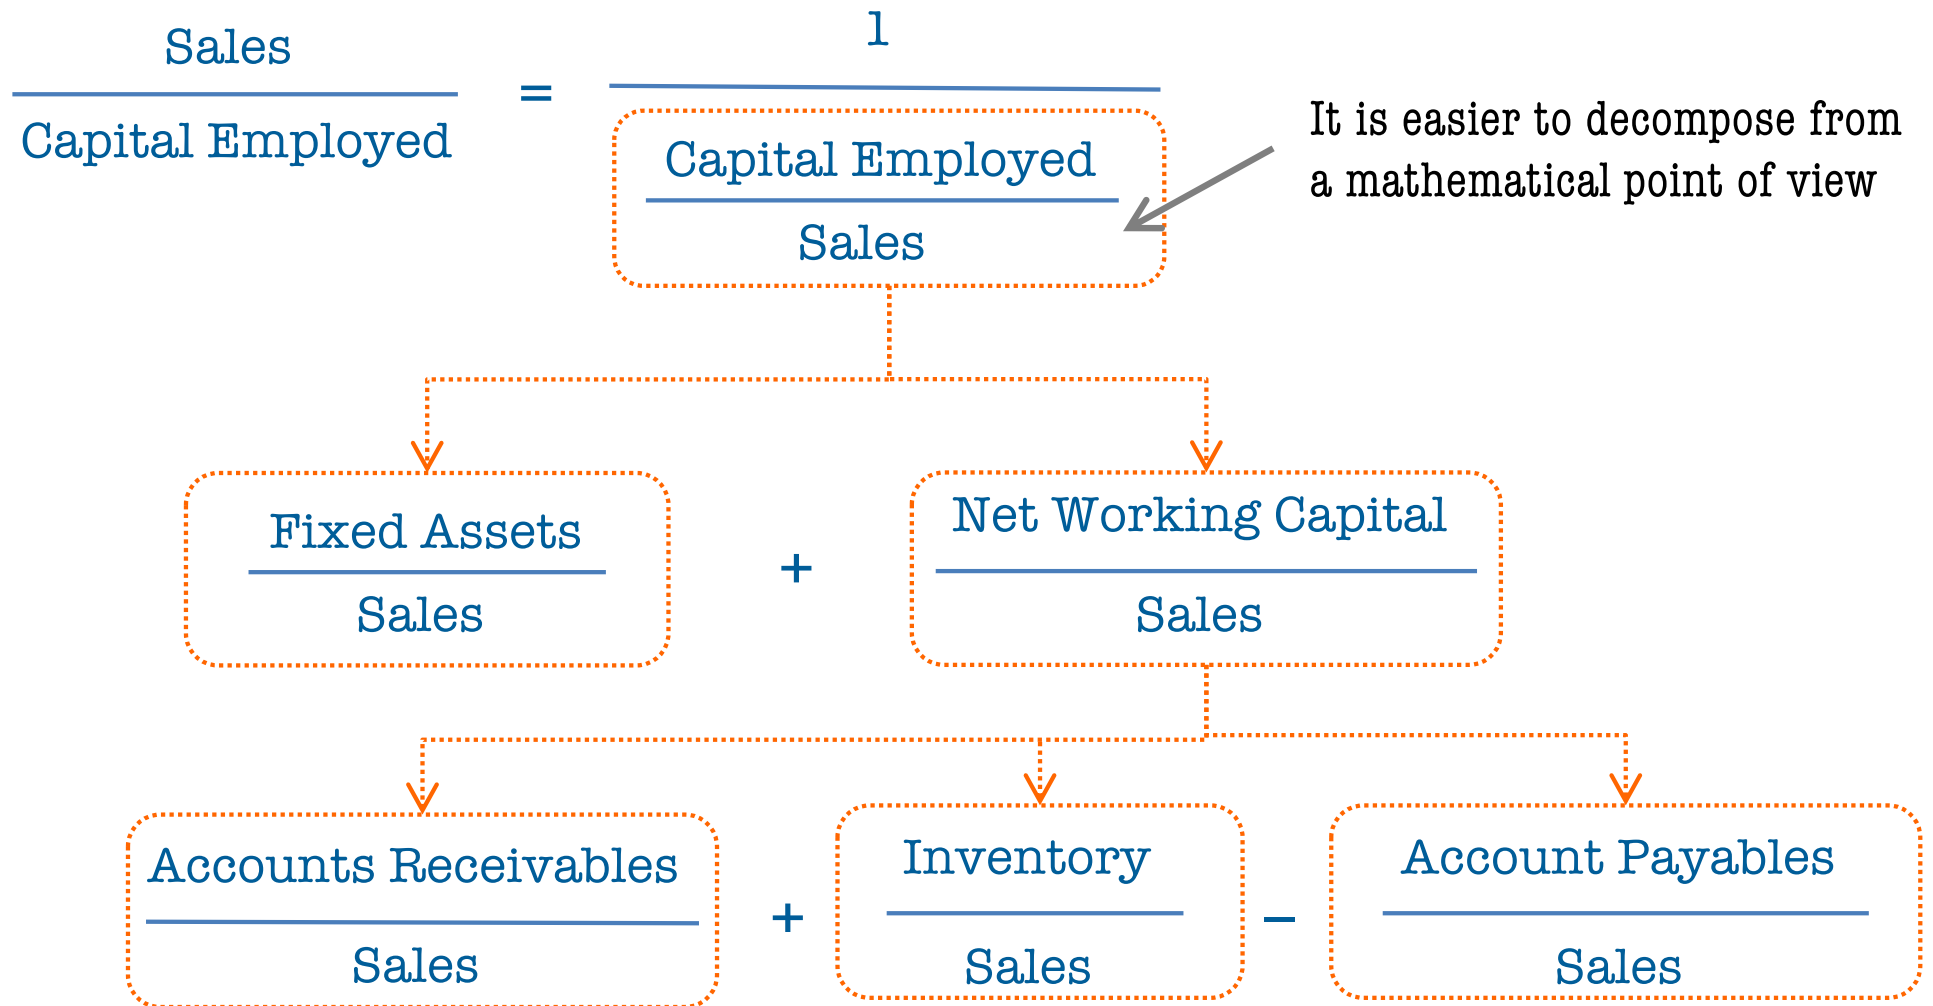 Sales
Capital Employed
=
1
Capital Employed
Sales
It is easier to decompose from
a mathematical point of view
Fixed Assets
Sales
+
Net Working Capital
Sales
Accounts Receivables
Sales
+
Inventory
Sales
–
Account Payables
Sales